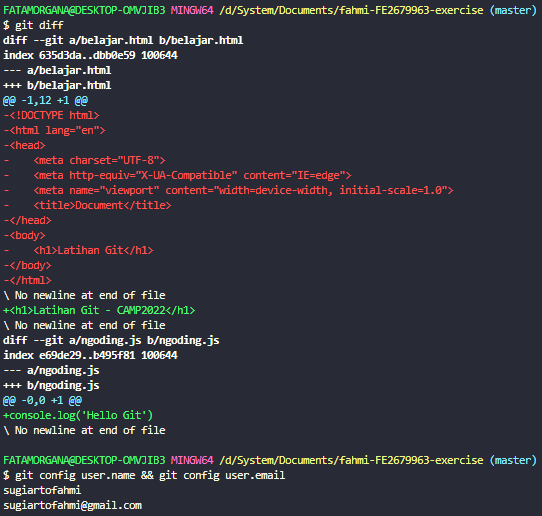 FATAMORGANA@DESKTOP-OMVJIB3 MINGW64 /d/System/Documents/fahmi-FE2679963-exercise (master)
$ git diff
diff --git a/belajar.html b/belajar.html
index 635d3da..dbb0e59 100644
--- a/belajar.html
+++ b/belajar.html
@@ -1,12 +1 @@
-<!DOCTYPE html>
-<html lang="en">
-<head>
-    <meta charset="UTF-8">
-    <meta http-equiv="X-UA-Compatible" content="IE=edge">
-    <meta name="viewport" content="width=device-width, initial-scale=1.0">
-    <title>Document</title>
-</head>
-<body>
-    <h1>Latihan Git</h1>
-</body>
-</html>
\ No newline at end of file
+<h1>Latihan Git - CAMP2022</h1>
\ No newline at end of file
diff --git a/ngoding.js b/ngoding.js
index e69de29..b495f81 100644
--- a/ngoding.js
+++ b/ngoding.js
@@ -0,0 +1 @@
+console.log('Hello Git')
\ No newline at end of file
FATAMORGANA@DESKTOP-OMVJIB3 MINGW64 /d/System/Documents/fahmi-FE2679963-exercise (master)
$ git config user.name && git config user.email
sugiartofahmi
sugiartofahmi@gmail.com